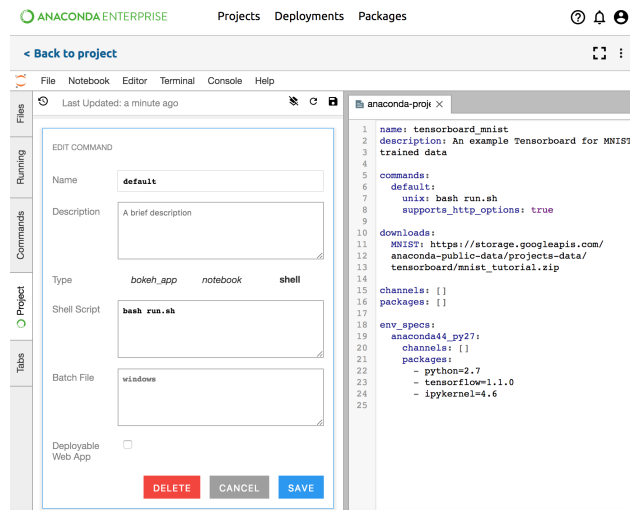 ANACONDA ENTERPRISE Projects Deployments Packages
< Back to project
File Notebook Editor Terminal Console Help
Files
Running
Commands
Project
Tabs
Last Updated: a minute ago
EDIT COMMAND
Name default
Description A brief description
Type bokeh_app notebook shell
Shell Script bash run.sh
Batch File windows
Deployable
Web App
DELETE CANCEL SAVE
anaconda-proje ×
1 name: tensorboard_mnist
2 description: An example Tensorboard for MNIST
3 trained data
4
5 commands:
6 default:
7 unix: bash run.sh
8 supports_http_options: true
9
10 downloads:
11 MNIST: https://storage.googleapis.com/
12 anaconda-public-data/projects-data/
13 tensorboard/mnist_tutorial.zip
14
15 channels: []
16 packages: []
17
18 env_specs:
19 anaconda44_py27:
20 channels: []
21 packages:
22 - python=2.7
23 - tensorflow=1.1.0
24 - ipykernel=4.6
25